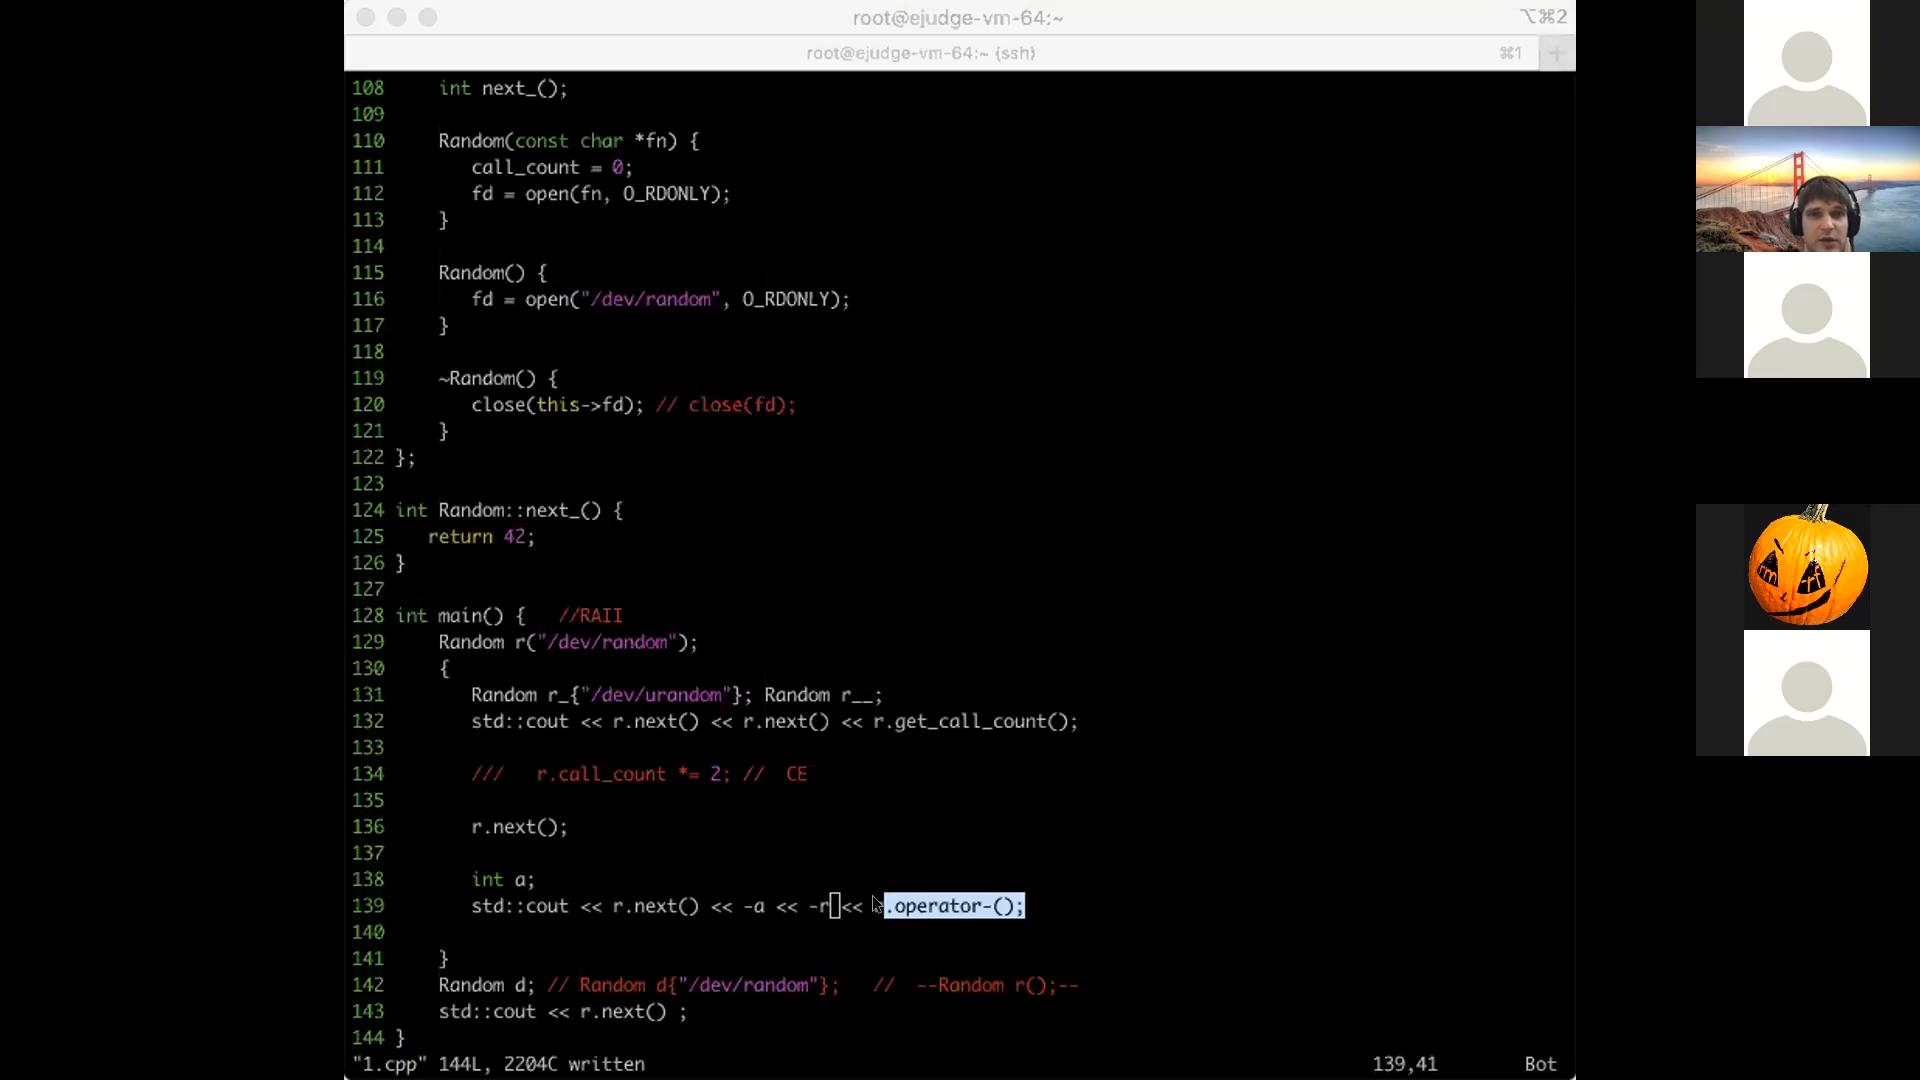 root@ejudge-vm-64:~
⌥⌘2
root@ejudge-vm-64:~ (ssh)
⌘1
+
108 int next_();
109
110 Random(const char *fn) {
111 call_count = 0;
112 fd = open(fn, O_RDONLY);
113 }
114
115 Random() {
116 fd = open("/dev/random", O_RDONLY);
117 }
118
119 ~Random() {
120 close(this->fd); // close(fd);
121 }
122 };
123
124 int Random::next_() {
125 return 42;
126 }
127
128 int main() { //RAII
129 Random r("/dev/random");
130 {
131 Random r_{"/dev/urandom"}; Random r__;
132 std::cout << r.next() << r.next() << r.get_call_count();
133
134 /// r.call_count *= 2; // CE
135
136 r.next();
137
138 int a;
139 std::cout << r.next() << -a << -r << .operator-();
140
141 }
142 Random d; // Random d{"/dev/random"}; // --Random r();--
143 std::cout << r.next() ;
144 }
"1.cpp" 144L, 2204C written 139,41 Bot
rm -rf